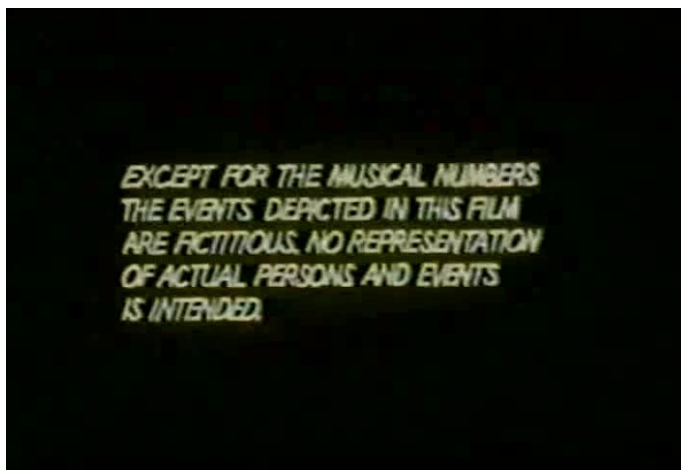 EXCEPT FOR THE MUSICAL NUMBERS
THE EVENTS DEPICTED IN THIS FILM
ARE FICTITIOUS. NO REPRESENTATION
OF ACTUAL PERSONS AND EVENTS
IS INTENDED.